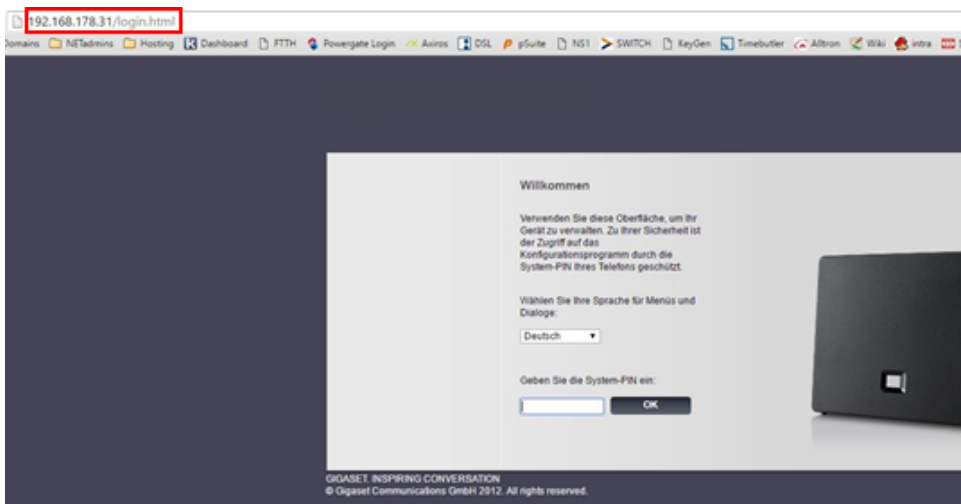 192.168.178.31/login.html
Domains NETadmins Hosting Dashboard FTTH Powergate Login Axiros DSL pSuite NS1 SWITCH KeyGen Timebutler Alltron Wiki intra
Willkommen
Verwenden Sie diese Oberfläche, um Ihr
Gerät zu verwalten. Zu Ihrer Sicherheit ist
der Zugriff auf das
Konfigurationsprogramm durch die
System-PIN Ihres Telefons geschützt.
Wählen Sie Ihre Sprache für Menüs und
Dialoge:
Deutsch
Geben Sie die System-PIN ein:
OK
GIGASET. INSPIRING CONVERSATION
© Gigaset Communications GmbH 2012. All rights reserved.